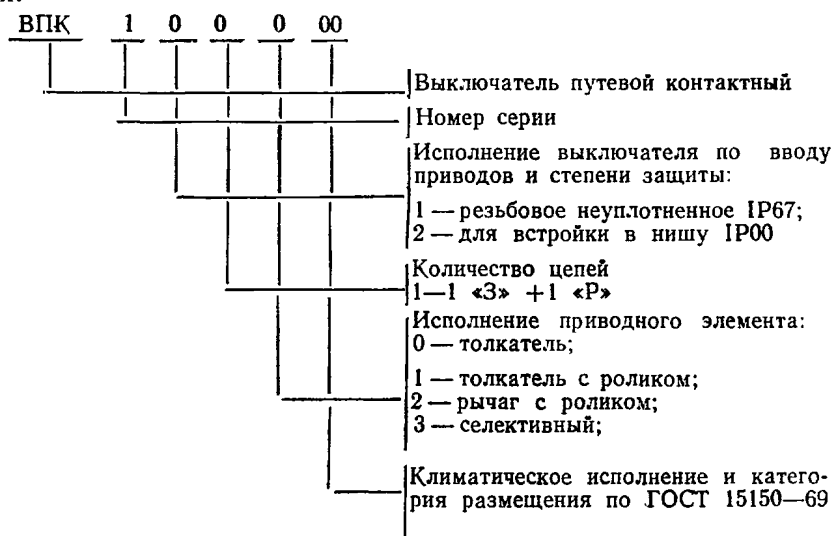 ВПК 1 0 0 0 00
Выключатель путевой контактный
Номер серии
Исполнение выключателя по вводу
приводов и степени защиты:
1 — резьбовое неуплотненное IP67;
2 — для встройки в нишу IP00
Количество цепей
1—1 «З» +1 «Р»
Исполнение приводного элемента:
0 — толкатель;
1 — толкатель с роликом;
2 — рычаг с роликом;
3 — селективный;
Климатическое исполнение и катего-
рия размещения по ГОСТ 15150—69